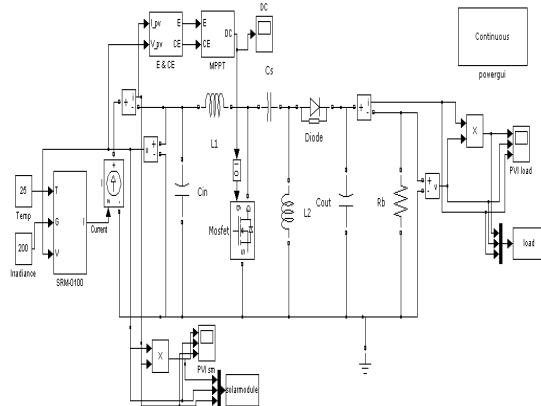 I_pv
V_pv
E
CE
E & CE
E
CE
DC
MPPT
DC
Continuous
powergui
Cs
L1
Diode
Cin
Mosfet
g
S
L2
Cout
Rb
i
+
-
v
X
PVI load
load
25
Temp
200
Irradiance
T
G
V
I
SRM-0100
I
Current
X
PVI sm
solarmodule